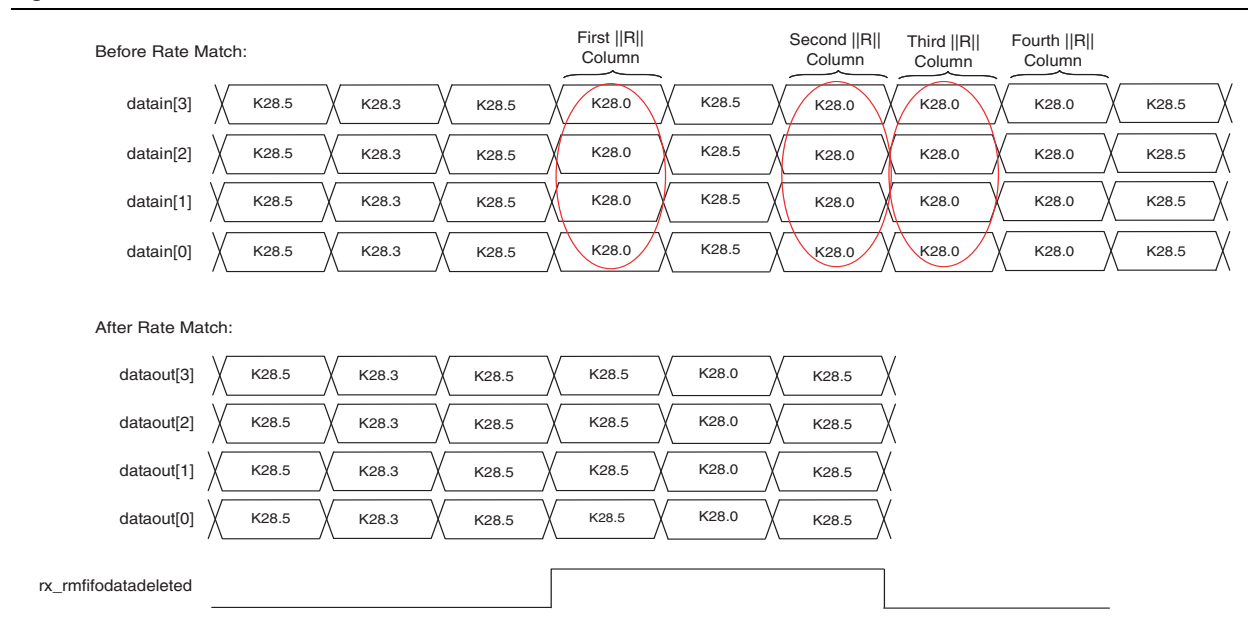 First ||R||
Column
Second ||R||
Column
Third ||R||
Column
Fourth ||R||
Column
Before Rate Match:
datain[3] K28.5 K28.3 K28.5 K28.0 K28.5 K28.0 K28.0 K28.0 K28.5
datain[2] K28.5 K28.3 K28.5 K28.0 K28.5 K28.0 K28.0 K28.0 K28.5
datain[1] K28.5 K28.3 K28.5 K28.0 K28.5 K28.0 K28.0 K28.0 K28.5
datain[0] K28.5 K28.3 K28.5 K28.0 K28.5 K28.0 K28.0 K28.0 K28.5
After Rate Match:
dataout[3] K28.5 K28.3 K28.5 K28.5 K28.0 K28.5
dataout[2] K28.5 K28.3 K28.5 K28.5 K28.0 K28.5
dataout[1] K28.5 K28.3 K28.5 K28.5 K28.0 K28.5
dataout[0] K28.5 K28.3 K28.5 K28.5 K28.0 K28.5
rx_rmfifodatadeleted